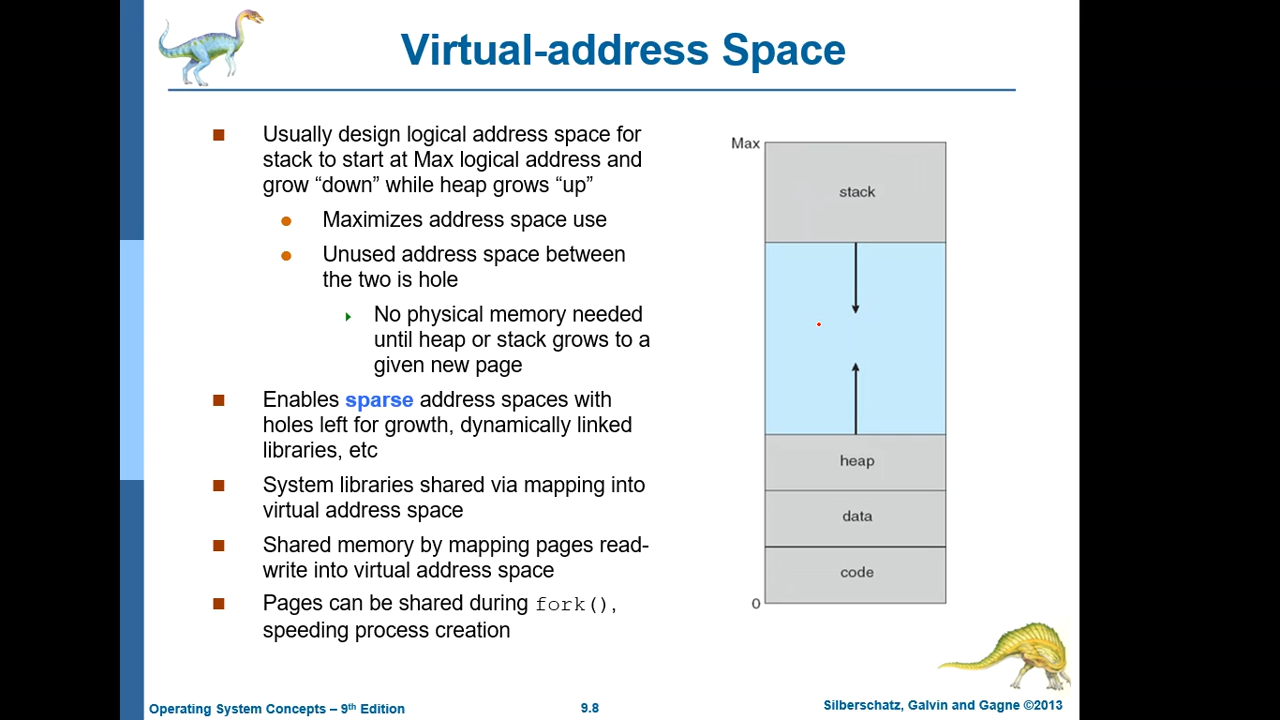 Virtual-address Space
Usually design logical address space for
stack to start at Max logical address and
grow “down” while heap grows “up”
Maximizes address space use
Unused address space between
the two is hole
No physical memory needed
until heap or stack grows to a
given new page
Enables sparse address spaces with
holes left for growth, dynamically linked
libraries, etc
System libraries shared via mapping into
virtual address space
Shared memory by mapping pages read-
write into virtual address space
Pages can be shared during fork(),
speeding process creation
Max
stack
heap
data
code
0
Operating System Concepts – 9th Edition
9.8
Silberschatz, Galvin and Gagne ©2013